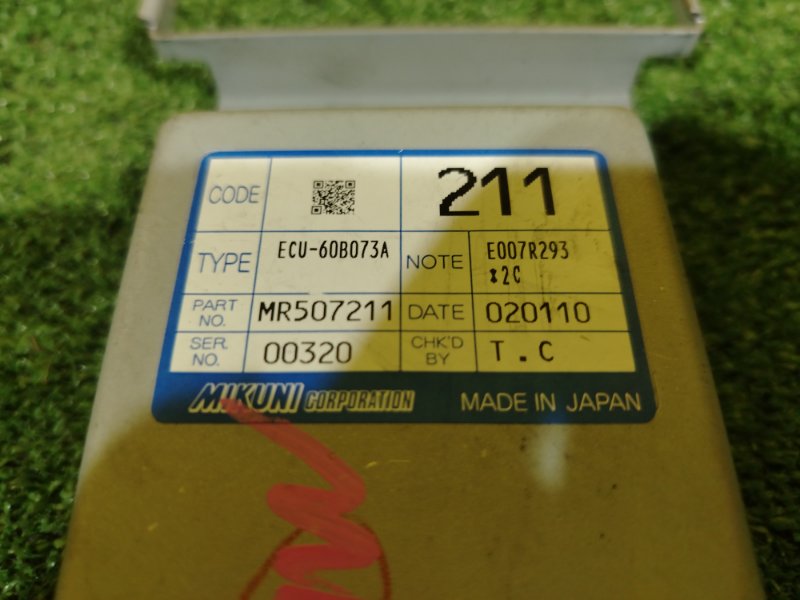 CODE 211
TYPE ECU-60B073A NOTE E007R293
*2C
PART NO. MR507211 DATE 020110
SER. NO. 00320 CHK'D BY T.C
MIKUNI CORPORATION MADE IN JAPAN